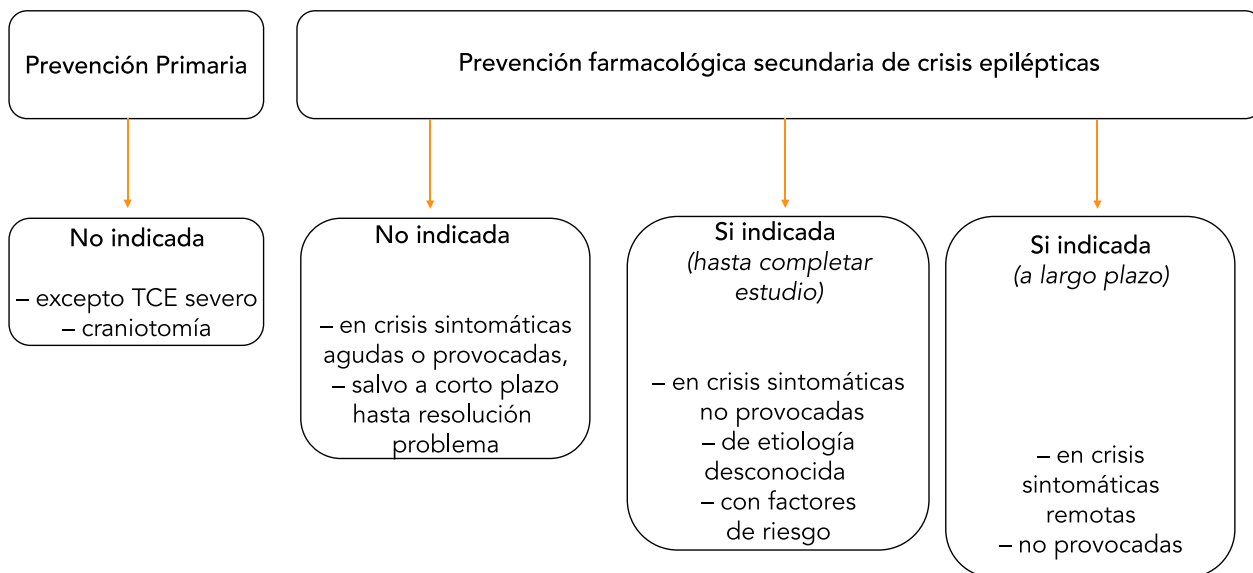 Prevención Primaria
Prevención farmacológica secundaria de crisis epilépticas
No indicada
– excepto TCE severo
– craniotomía
No indicada
– en crisis sintomáticas
agudas o provocadas,
– salvo a corto plazo
hasta resolución
problema
Si indicada
(hasta completar
estudio)
– en crisis sintomáticas
no provocadas
– de etiología
desconocida
– con factores
de riesgo
Si indicada
(a largo plazo)
– en crisis
sintomáticas
remotas
– no provocadas